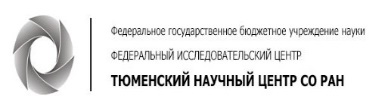 Федеральное государственное бюджетное учреждение науки
ФЕДЕРАЛЬНЫЙ ИССЛЕДОВАТЕЛЬСКИЙ ЦЕНТР
ТЮМЕНСКИЙ НАУЧНЫЙ ЦЕНТР СО РАН